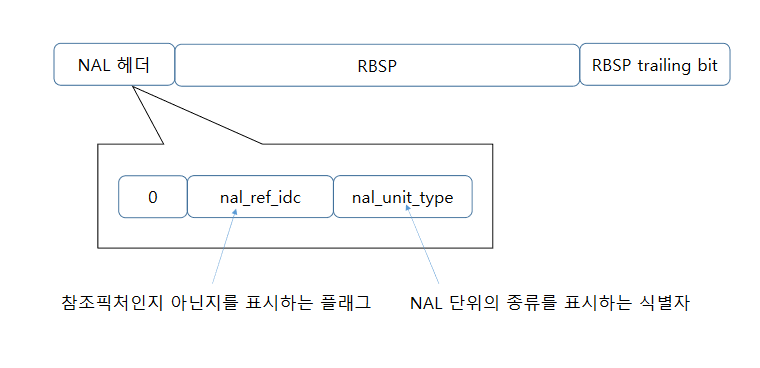 NAL 헤더
RBSP
RBSP trailing bit
0
nal_ref_idc
nal_unit_type
참조픽처인지 아닌지를 표시하는 플래그
NAL 단위의 종류를 표시하는 식별자